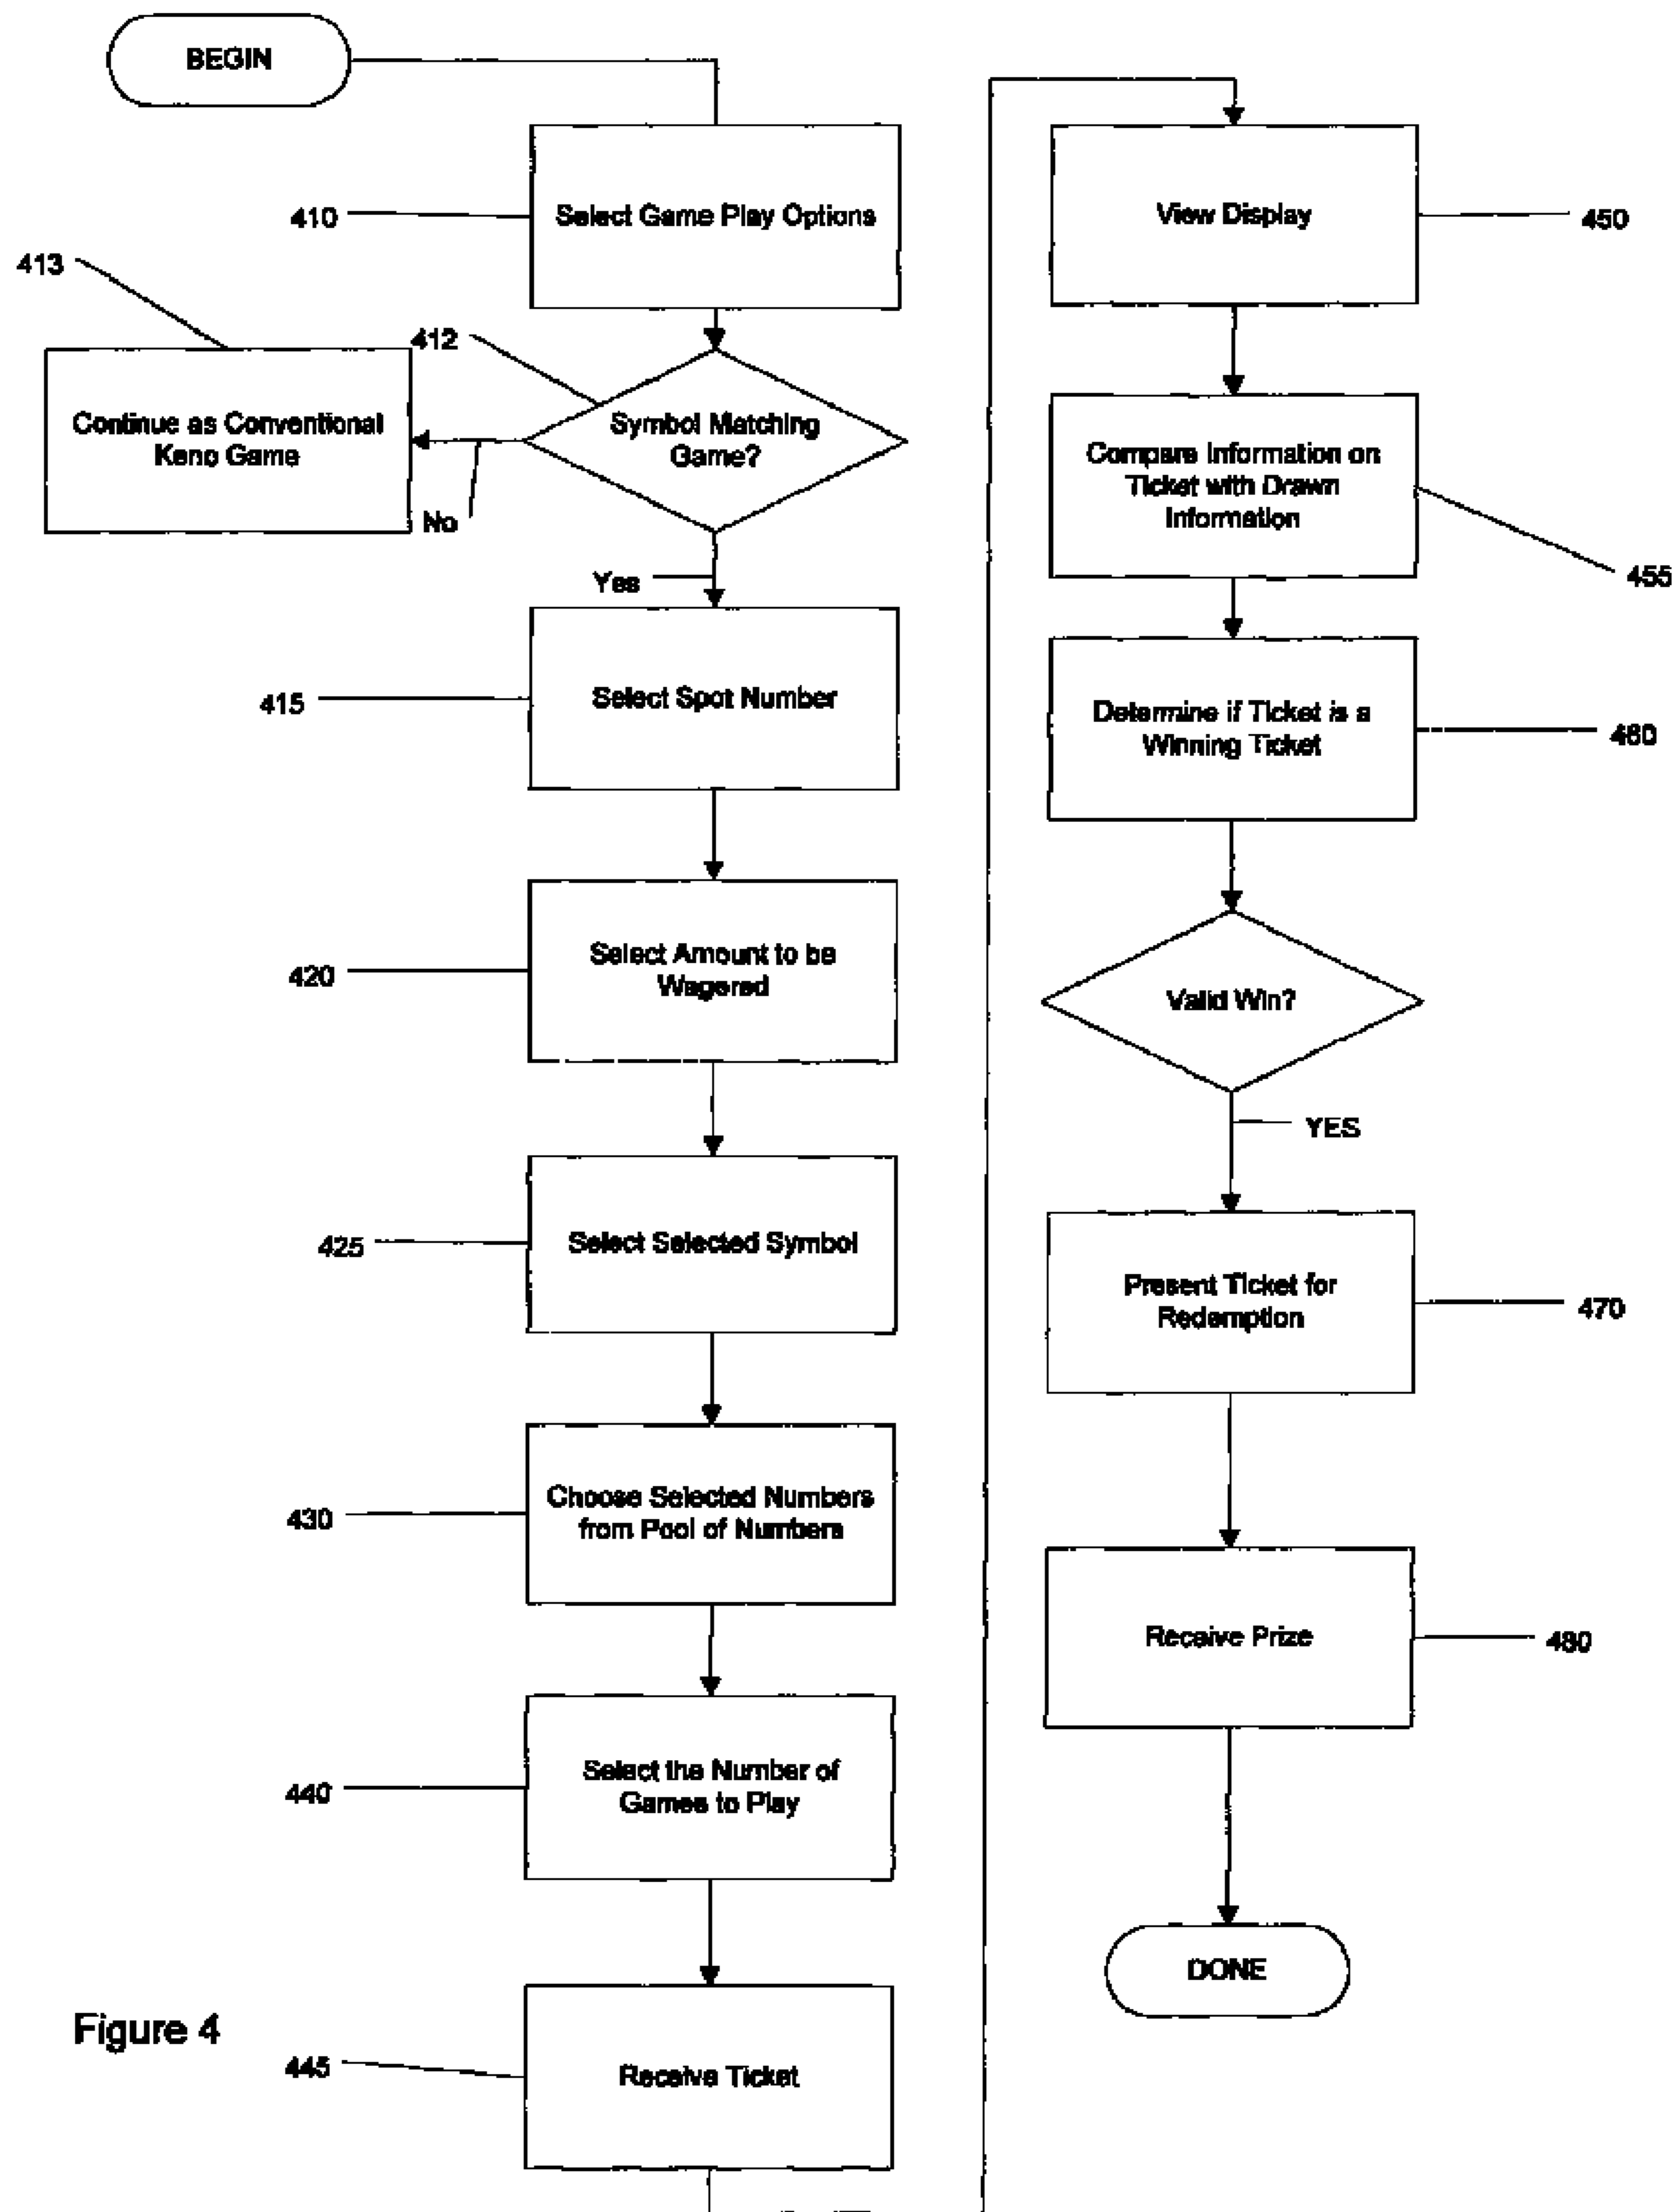 BEGIN
410
Select Game Play Options
413
412
Continue as Conventional
Keno Game
Symbol Matching
Game?
No
Yes
415
Select Spot Number
420
Select Amount to be
Wagered
425
Select Selected Symbol
430
Choose Selected Numbers
from Pool of Numbers
440
Select the Number of
Games to Play
445
Receive Ticket
Figure 4
View Display
450
Compare Information on
Ticket with Drawn
Information
455
Determine if Ticket is a
Winning Ticket
460
Valid Win?
YES
Present Ticket for
Redemption
470
Receive Prize
480
DONE